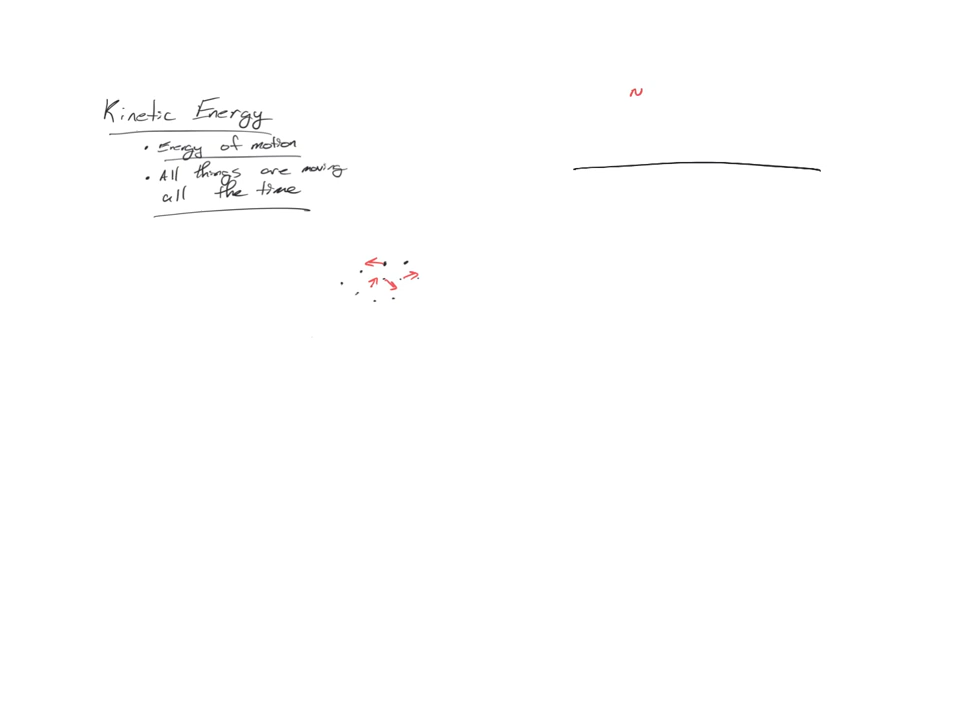 Kinetic Energy
• Energy of motion
• All things are moving
all the time
~